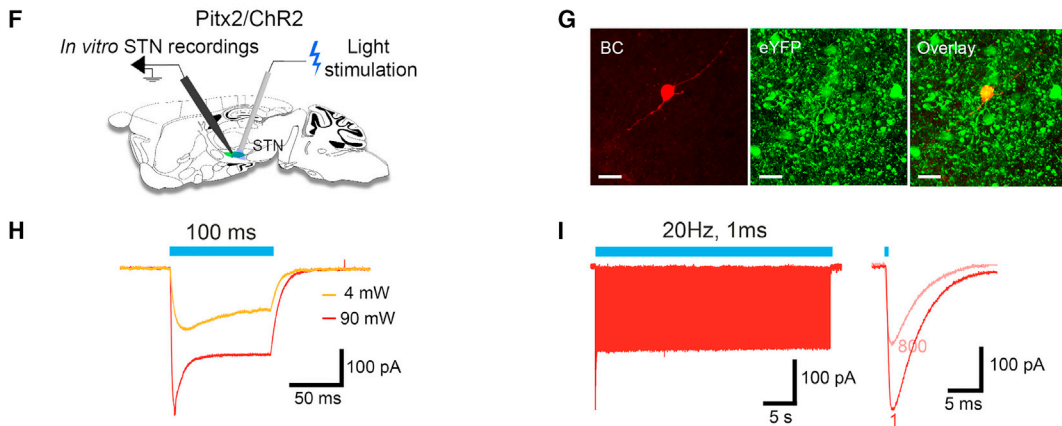 F
Pitx2/ChR2
In vitro STN recordings
Light
stimulation
STN
G
BC
eYFP
Overlay
H
100 ms
4 mW
90 mW
100 pA
50 ms
I
20Hz, 1ms
800
1
100 pA
5 s
100 pA
5 ms